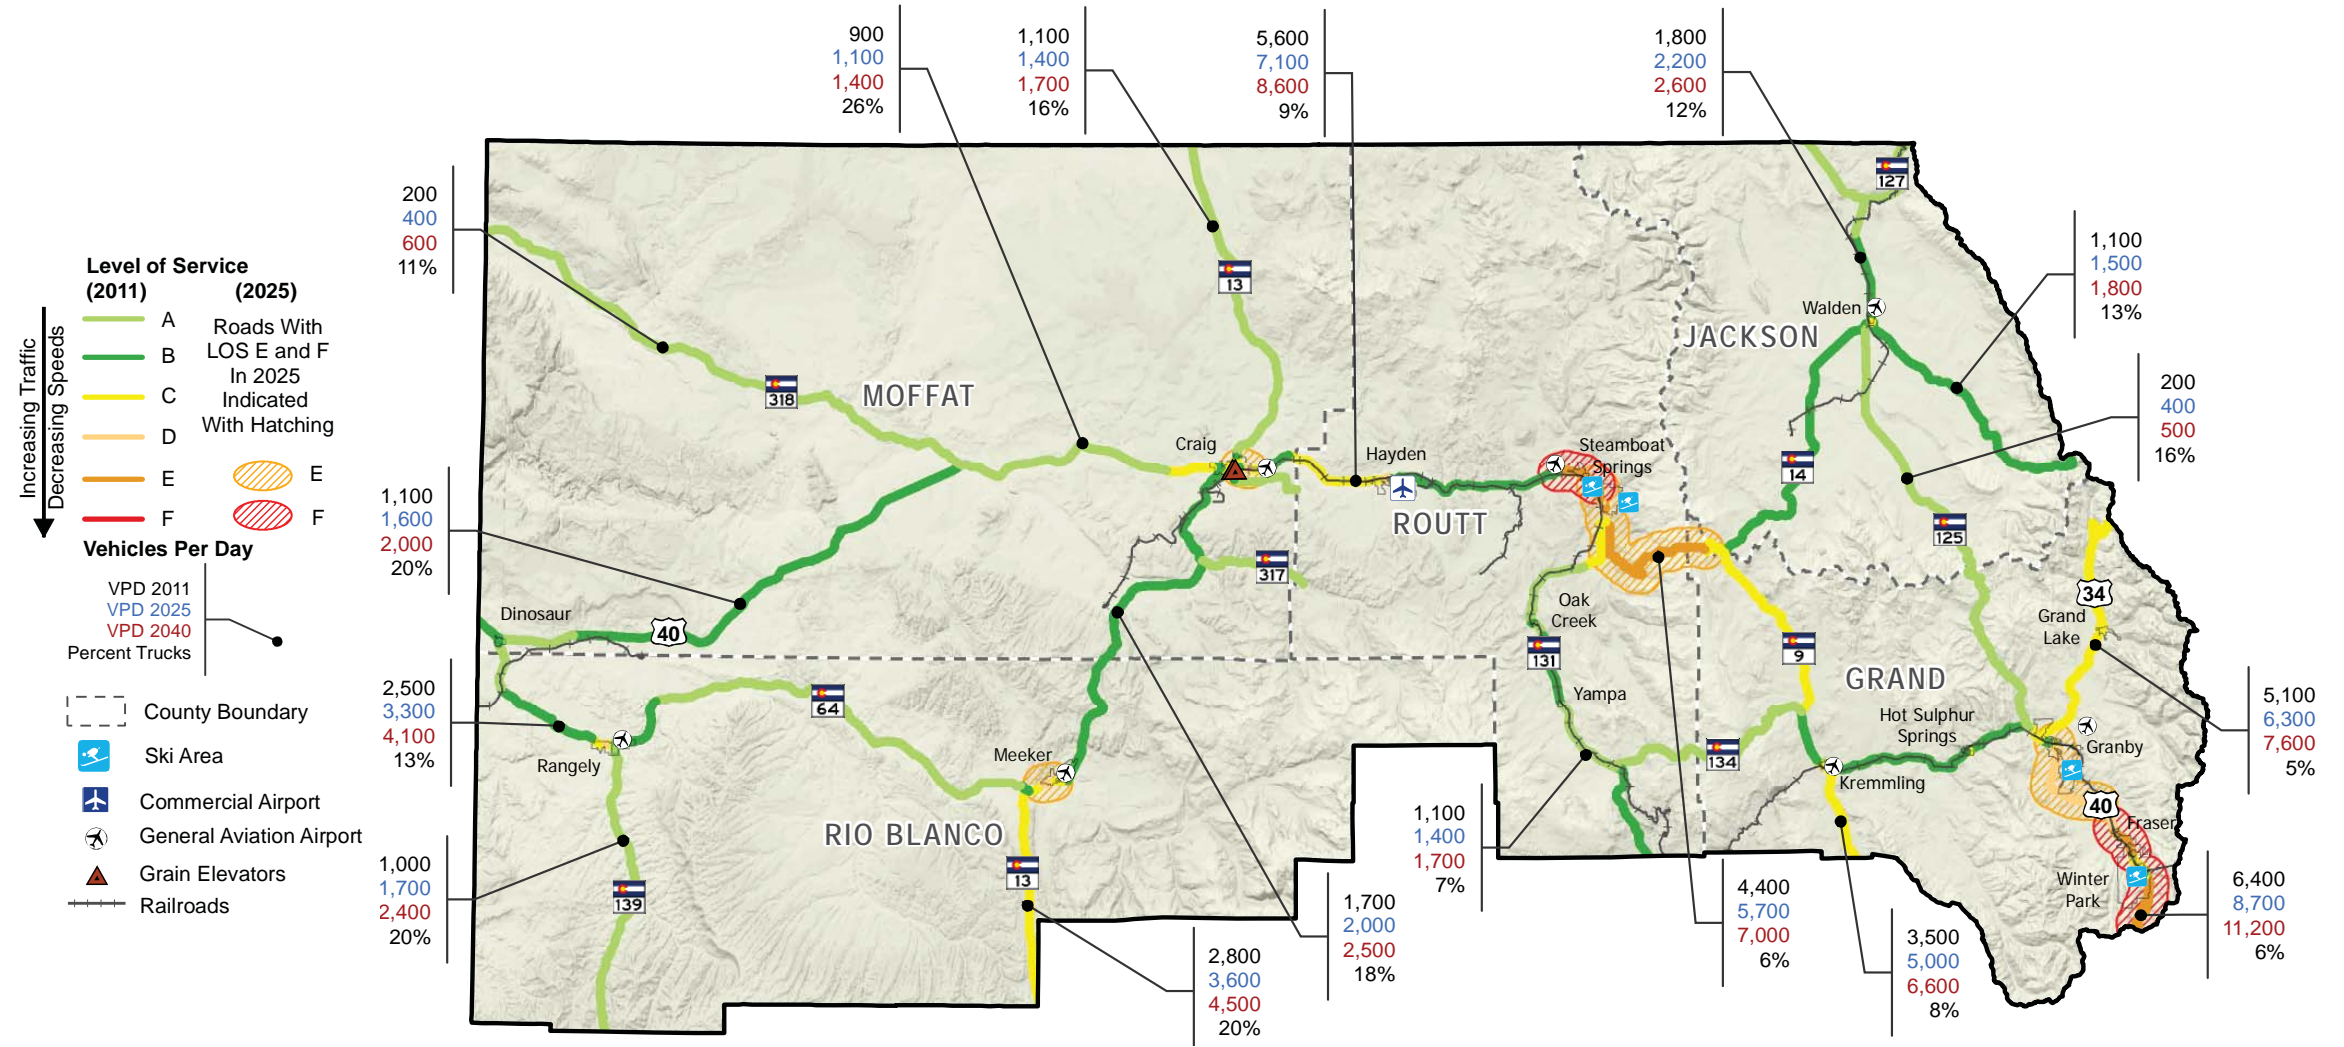 900
1,100
1,400
26%
1,100
1,400
1,700
16%
5,600
7,100
8,600
9%
1,800
2,200
2,600
12%
200
400
600
11%
1,100
1,500
1,800
13%
200
400
500
16%
1,100
1,600
2,000
20%
2,500
3,300
4,100
13%
1,000
1,700
2,400
20%
5,100
6,300
7,600
5%
6,400
8,700
11,200
6%
1,100
1,400
1,700
7%
1,700
2,000
2,500
18%
2,800
3,600
4,500
20%
4,400
5,700
7,000
6%
3,500
5,000
6,600
8%
Level of Service
(2011)
(2025)
A
B
C
D
E
F
Roads With
LOS E and F
In 2025
Indicated
With Hatching
E
F
Increasing Traffic
Decreasing Speeds
Vehicles Per Day
VPD 2011
VPD 2025
VPD 2040
Percent Trucks
County Boundary
Ski Area
Commercial Airport
General Aviation Airport
Grain Elevators
Railroads
MOFFAT
ROUTT
JACKSON
GRAND
RIO BLANCO
Craig
Hayden
Steamboat
Springs
Walden
Dinosaur
Rangely
Meeker
Oak
Creek
Yampa
Kremmling
Hot Sulphur
Springs
Grand
Lake
Granby
Fraser
Winter
Park
127
13
318
14
125
317
40
34
131
9
64
134
40
13
139